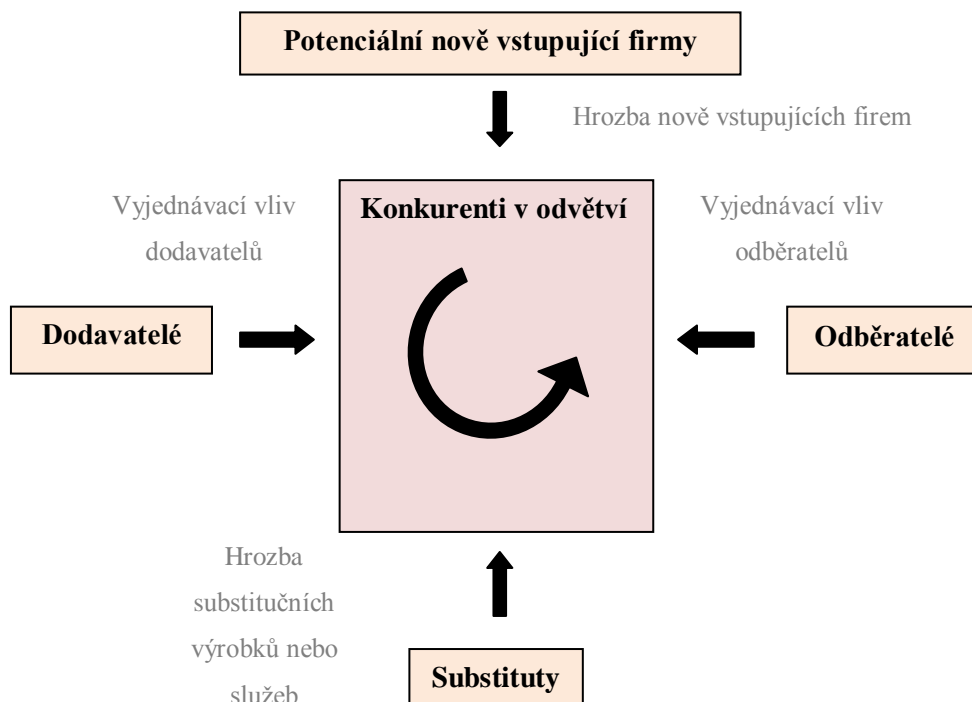 Potenciální nově vstupující firmy
Hrozba nově vstupujících firem
Vyjednávací vliv
dodavatelů
Konkurenti v odvětví
Vyjednávací vliv
odběratelů
Dodavatelé
Odběratelé
Hrozba
substitučních
výrobků nebo
služeb
Substituty